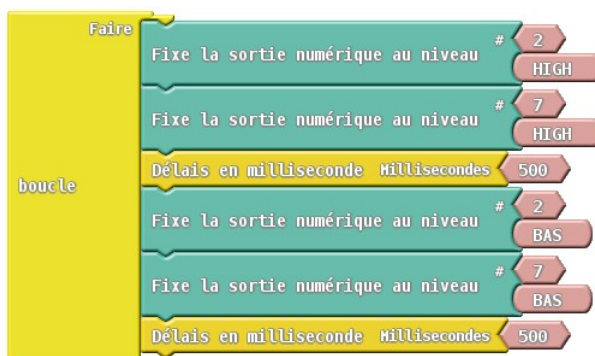 Faire
Fixe la sortie numérique au niveau # 2
HIGH
Fixe la sortie numérique au niveau # 7
HIGH
Délais en milliseconde Millisecondes 500
boucle
Fixe la sortie numérique au niveau # 2
BAS
Fixe la sortie numérique au niveau # 7
BAS
Délais en milliseconde Millisecondes 500